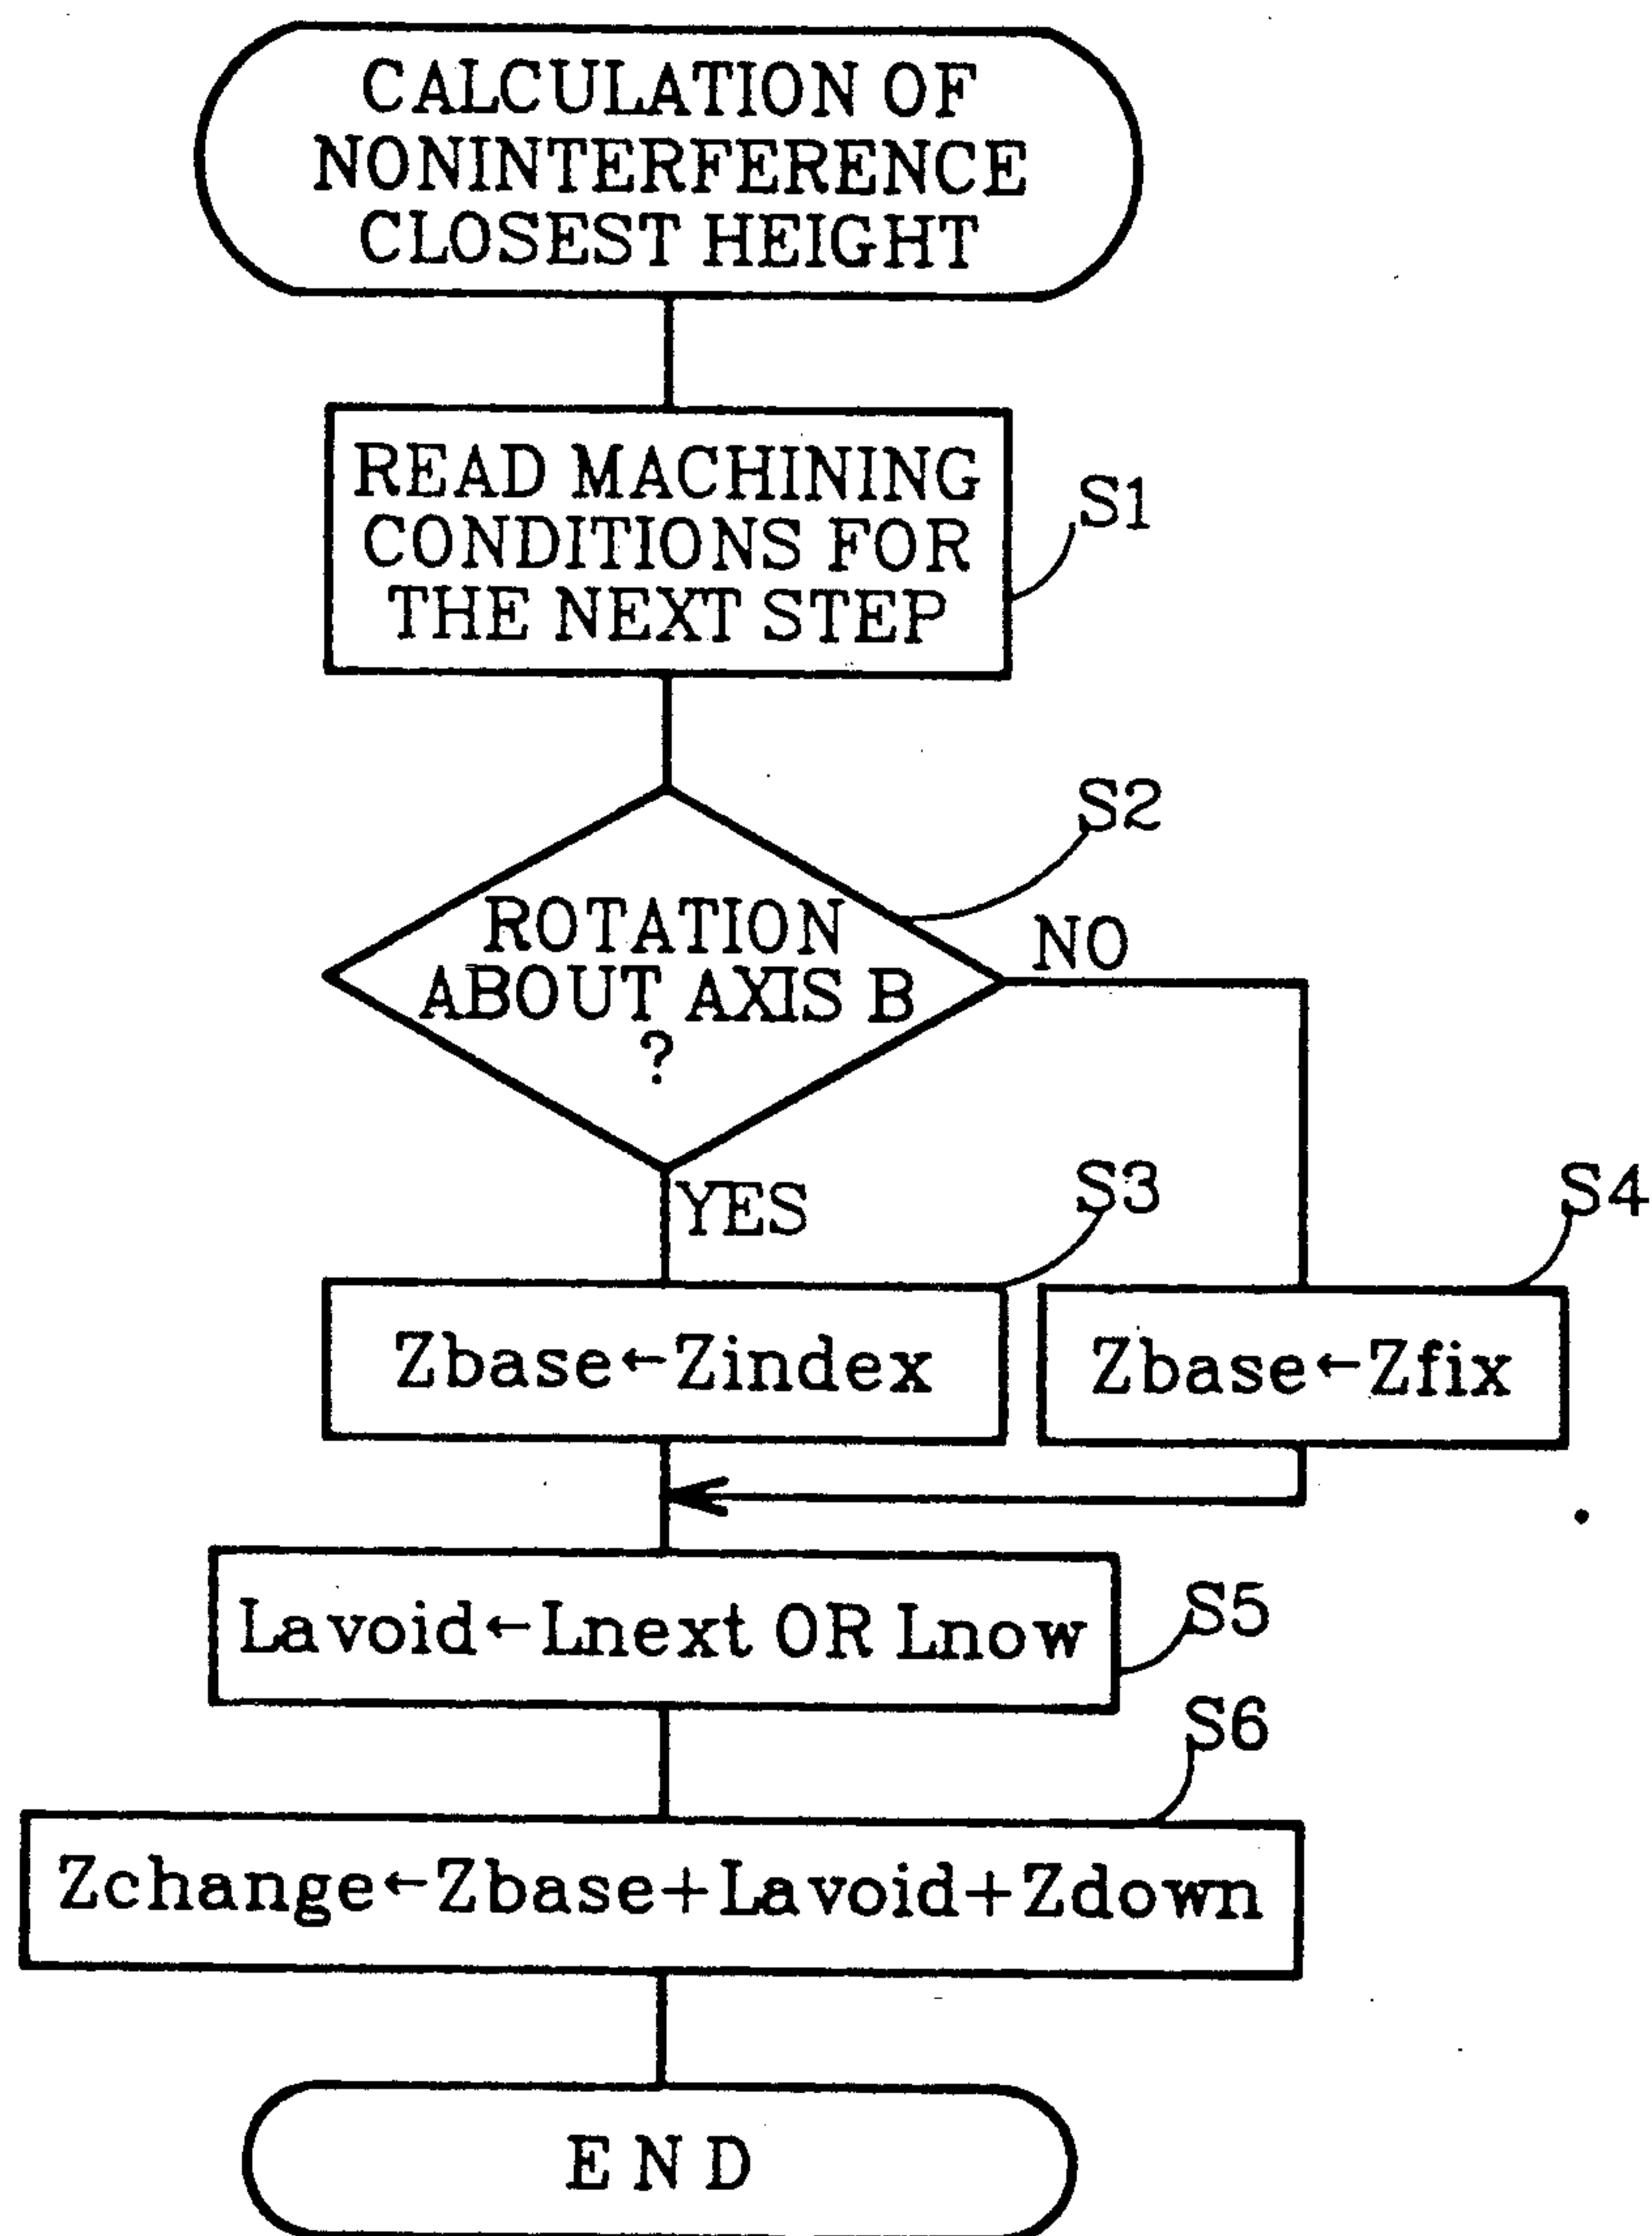 CALCULATION OF
NONINTERFERENCE
CLOSEST HEIGHT
READ MACHINING
CONDITIONS FOR
THE NEXT STEP
S1
S2
ROTATION
ABOUT AXIS B
?
NO
YES
S3
S4
Zbase←Zindex
Zbase←Zfix
Lavoid←Lnext OR Lnow
S5
S6
Zchange←Zbase+Lavoid+Zdown
END